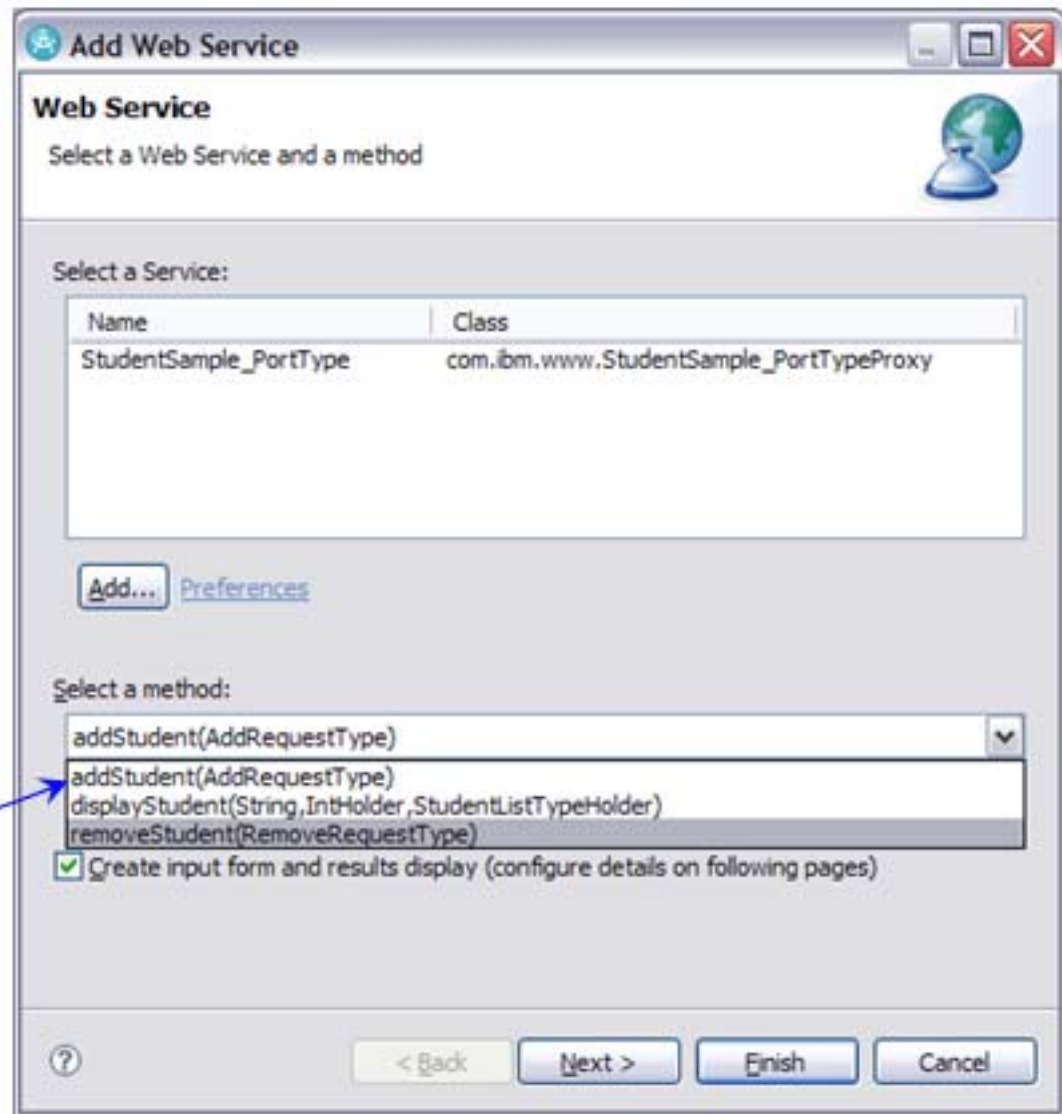 Add Web Service
Web Service
Select a Web Service and a method
Select a Service:
Name Class
StudentSample_PortType com.ibm.www.StudentSample_PortTypeProxy
Add... Preferences
Select a method:
addStudent(AddRequestType)
addStudent(AddRequestType)
displayStudent(String,IntHolder,StudentListTypeHolder)
removeStudent(RemoveRequestType)
Create input form and results display (configure details on following pages)
? < Back Next > Finish Cancel